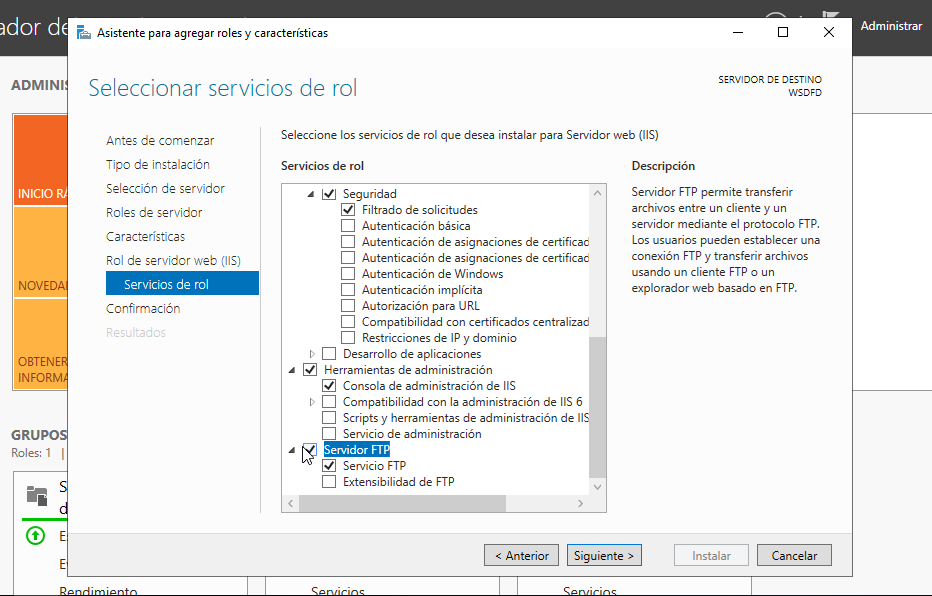 Administrar
Asistente para agregar roles y características
Seleccionar servicios de rol
SERVIDOR DE DESTINO
WSDFD
Antes de comenzar
Tipo de instalación
Selección de servidor
Roles de servidor
Características
Rol de servidor web (IIS)
Servicios de rol
Confirmación
Resultados
Seleccione los servicios de rol que desea instalar para Servidor web (IIS)
Servicios de rol
Seguridad
Filtrado de solicitudes
Autenticación básica
Autenticación de asignaciones de certificad
Autenticación de asignaciones de certificad
Autenticación de Windows
Autenticación implícita
Autorización para URL
Compatibilidad con certificados centralizad
Restricciones de IP y dominio
Desarrollo de aplicaciones
Herramientas de administración
Consola de administración de IIS
Compatibilidad con la administración de IIS 6
Scripts y herramientas de administración de IIS
Servicio de administración
Servidor FTP
Servicio FTP
Extensibilidad de FTP
Descripción
Servidor FTP permite transferir
archivos entre un cliente y un
servidor mediante el protocolo FTP.
Los usuarios pueden establecer una
conexión FTP y transferir archivos
usando un cliente FTP o un
explorador web basado en FTP.
< Anterior
Siguiente >
Instalar
Cancelar
ador de
ADMINIS
INICIO RÁ
NOVEDA
OBTENER
INFORMA
GRUPOS
Roles: 1 |
Rendimiento
Servicios
Servicios